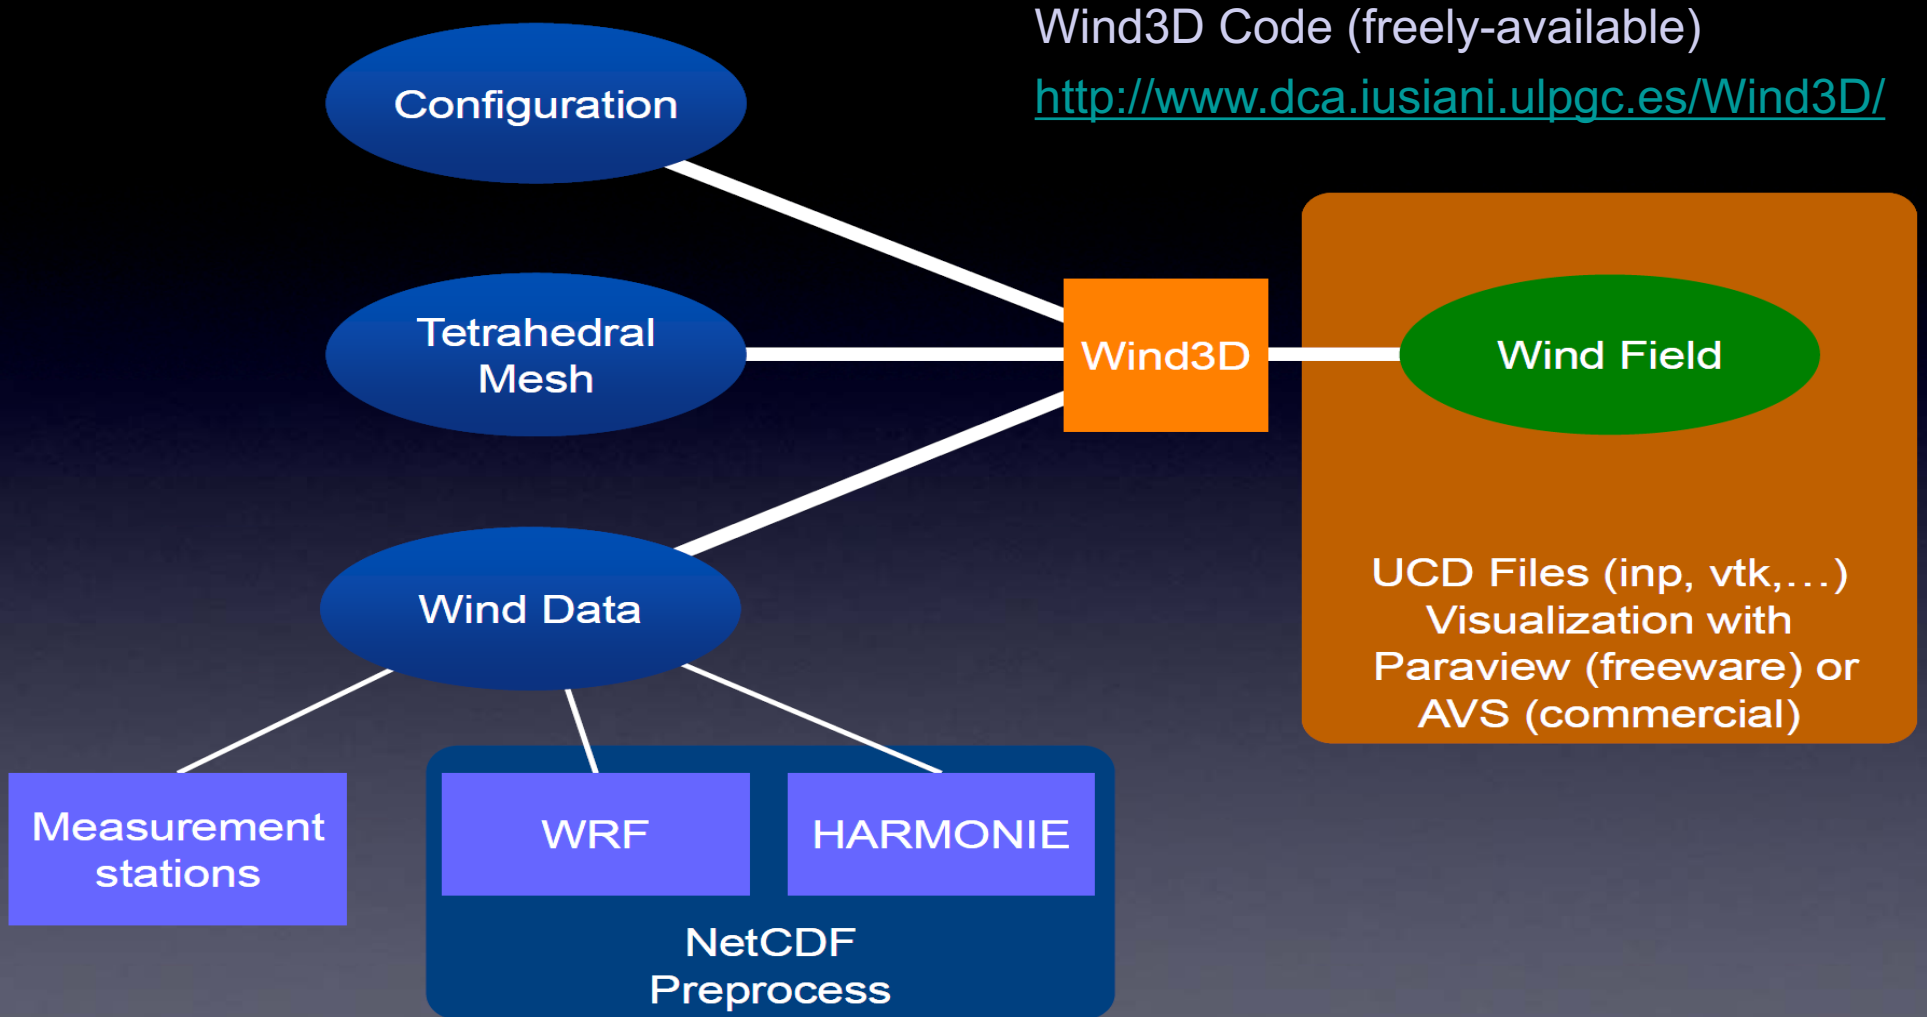 Wind3D Code (freely-available)
http://www.dca.iusiani.ulpgc.es/Wind3D/
Configuration
Tetrahedral
Mesh
Wind3D
Wind Field
Wind Data
UCD Files (inp, vtk,...)
Visualization with
Paraview (freeware) or
AVS (commercial)
Measurement
stations
WRF
HARMONIE
NetCDF
Preprocess